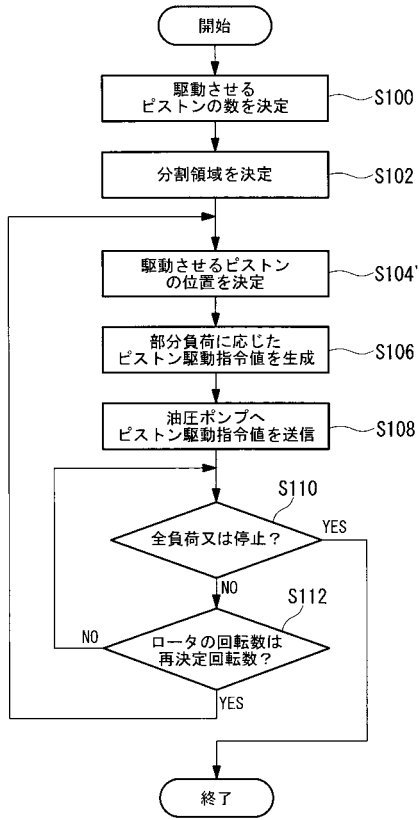 開始
駆動させる
ピストンの数を決定
S100
分割領域を決定
S102
駆動させるピストン
の位置を決定
S104'
部分負荷に応じた
ピストン駆動指令値を生成
S106
油圧ポンプへ
ピストン駆動指令値を送信
S108
S110
全負荷又は停止?
YES
NO
S112
ロータの回転数は
再決定回転数?
NO
YES
終了